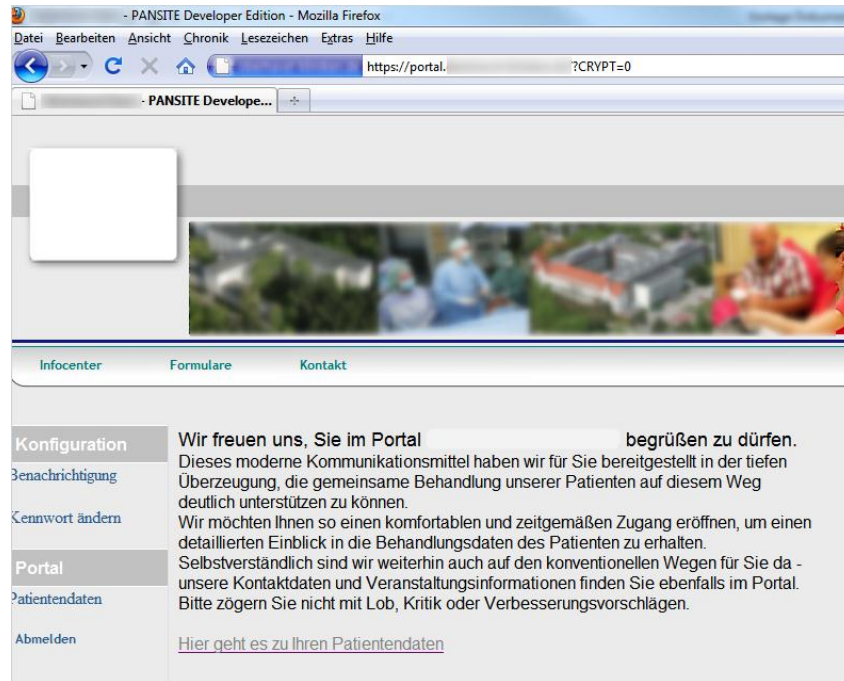 - PANSITE Developer Edition - Mozilla Firefox
Datei Bearbeiten Ansicht Chronik Lesezeichen Extras Hilfe
https://portal. ?CRYPT=0
- PANSITE Develope...
Infocenter Formulare Kontakt
Konfiguration
Benachrichtigung
Kennwort ändern
Portal
Patientendaten
Abmelden
Wir freuen uns, Sie im Portal begrüßen zu dürfen.
Dieses moderne Kommunikationsmittel haben wir für Sie bereitgestellt in der tiefen
Überzeugung, die gemeinsame Behandlung unserer Patienten auf diesem Weg
deutlich unterstützen zu können.
Wir möchten Ihnen so einen komfortablen und zeitgemäßen Zugang eröffnen, um einen
detaillierten Einblick in die Behandlungsdaten des Patienten zu erhalten.
Selbstverständlich sind wir weiterhin auch auf den konventionellen Wegen für Sie da -
unsere Kontaktdaten und Veranstaltungsinformationen finden Sie ebenfalls im Portal.
Bitte zögern Sie nicht mit Lob, Kritik oder Verbesserungsvorschlägen.
Hier geht es zu Ihren Patientendaten